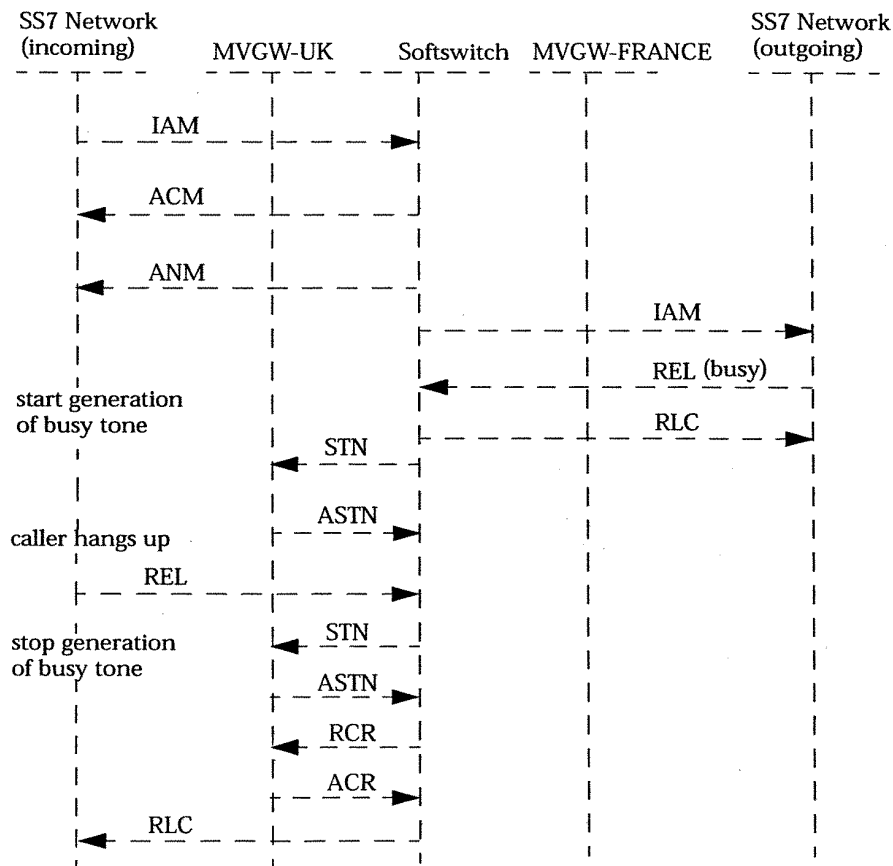 SS7 Network
(incoming)
MVGW-UK
Softswitch
MVGW-FRANCE
SS7 Network
(outgoing)
IAM
ACM
ANM
IAM
REL (busy)
start generation
of busy tone
RLC
STN
ASTN
caller hangs up
REL
stop generation
of busy tone
STN
ASTN
RCR
ACR
RLC